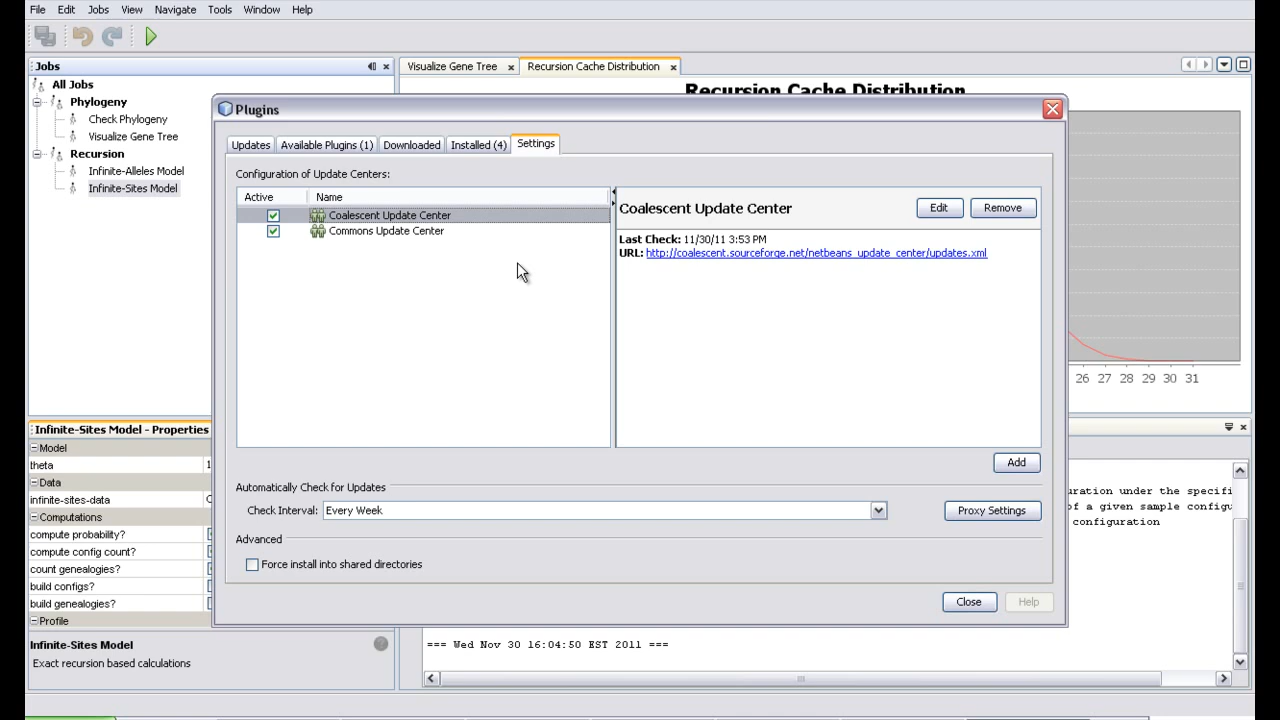 File Edit Jobs View Navigate Tools Window Help
Jobs
Visualize Gene Tree
Recursion Cache Distribution
All Jobs
Phylogeny
Check Phylogeny
Visualize Gene Tree
Recursion
Infinite-Alleles Model
Infinite-Sites Model
Recursion Cache Distribution
26 27 28 29 30 31
Plugins
Updates Available Plugins (1) Downloaded Installed (4) Settings
Configuration of Update Centers:
Active Name
Coalescent Update Center
Commons Update Center
Coalescent Update Center
Edit Remove
Last Check: 11/30/11 3:53 PM
URL: http://coalescent.sourceforge.net/netbeans_update_center/updates.xml
Add
Automatically Check for Updates
Check Interval: Every Week
Proxy Settings
Advanced
Force install into shared directories
Close Help
Infinite-Sites Model - Properties
Model
theta 1
Data
infinite-sites-data
Computations
compute probability?
compute config count?
count genealogies?
build configs?
build genealogies?
Profile
Infinite-Sites Model
Exact recursion based calculations
uration under the specifi
of a given sample configu
configuration
=== Wed Nov 30 16:04:50 EST 2011 ===